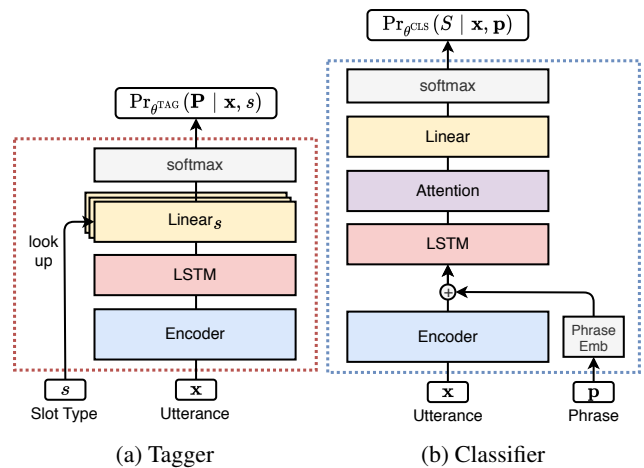 Pr_θ^TAG (P | x, s)
softmax
Linear_s
look
up
LSTM
Encoder
s
x
Slot Type
Utterance
(a) Tagger
Pr_θ^CLS (S | x, p)
softmax
Linear
Attention
LSTM
+
Encoder
Phrase
Emb
x
p
Utterance
Phrase
(b) Classifier